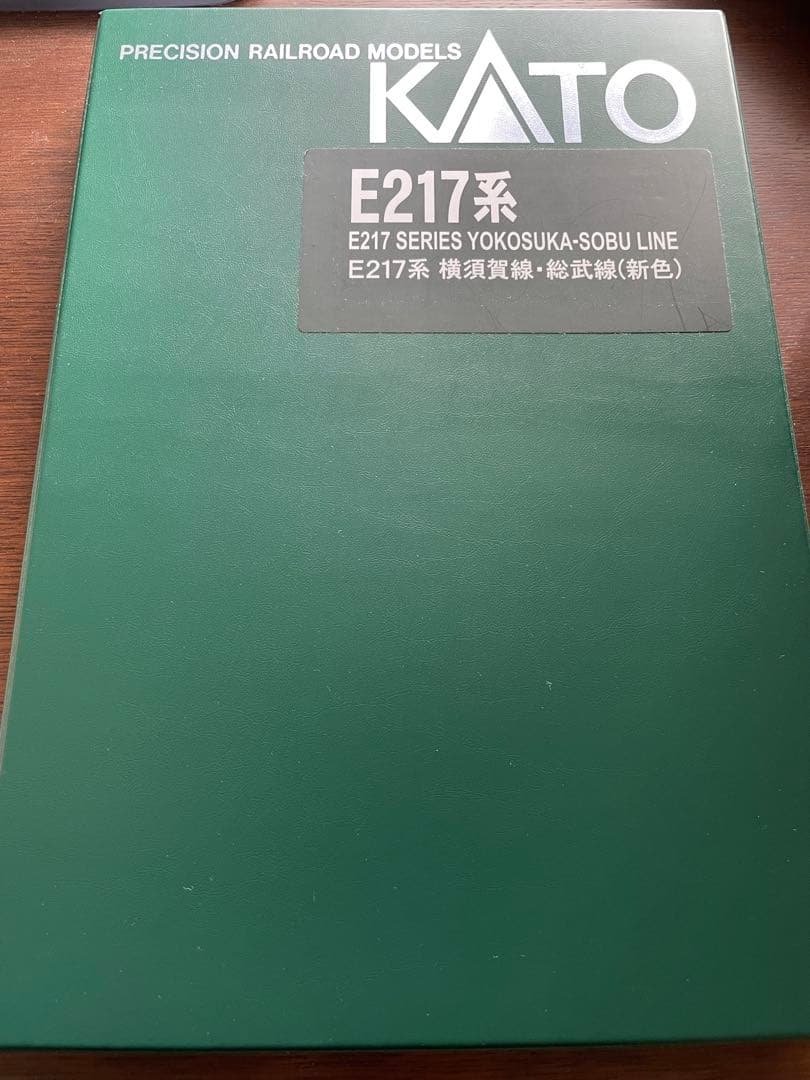 PRECISION RAILROAD MODELS
KATO
E217系
E217 SERIES YOKOSUKA-SOBU LINE
E217系 横須賀線・総武線(新色)